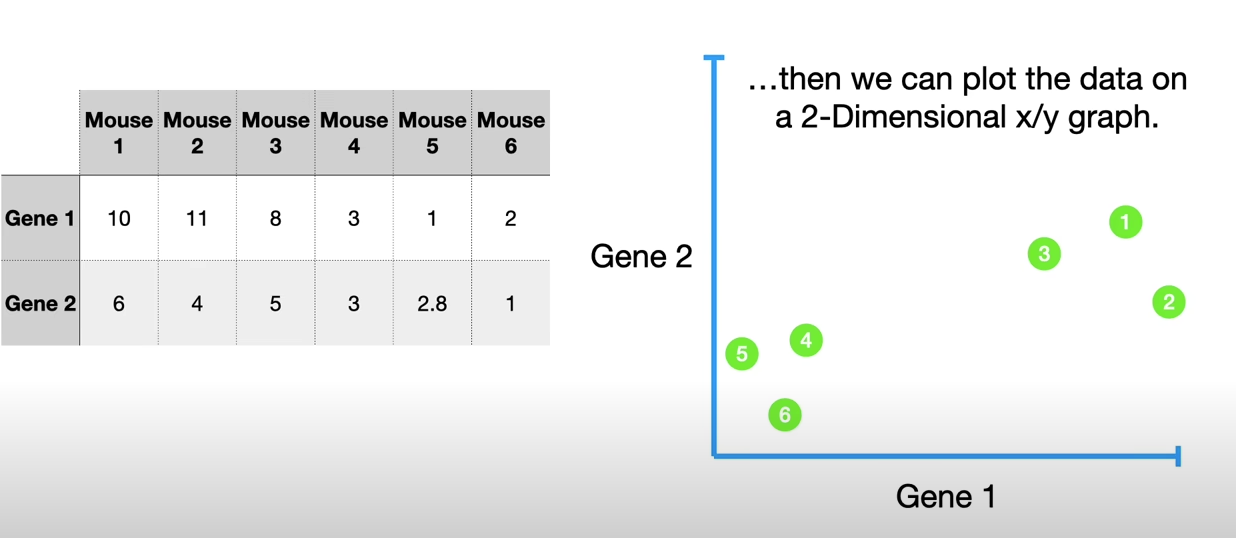 Mouse 1 Mouse 2 Mouse 3 Mouse 4 Mouse 5 Mouse 6
Gene 1 10 11 8 3 1 2
Gene 2 6 4 5 3 2.8 1
...then we can plot the data on
a 2-Dimensional x/y graph.
Gene 2
1
3
2
4
5
6
Gene 1